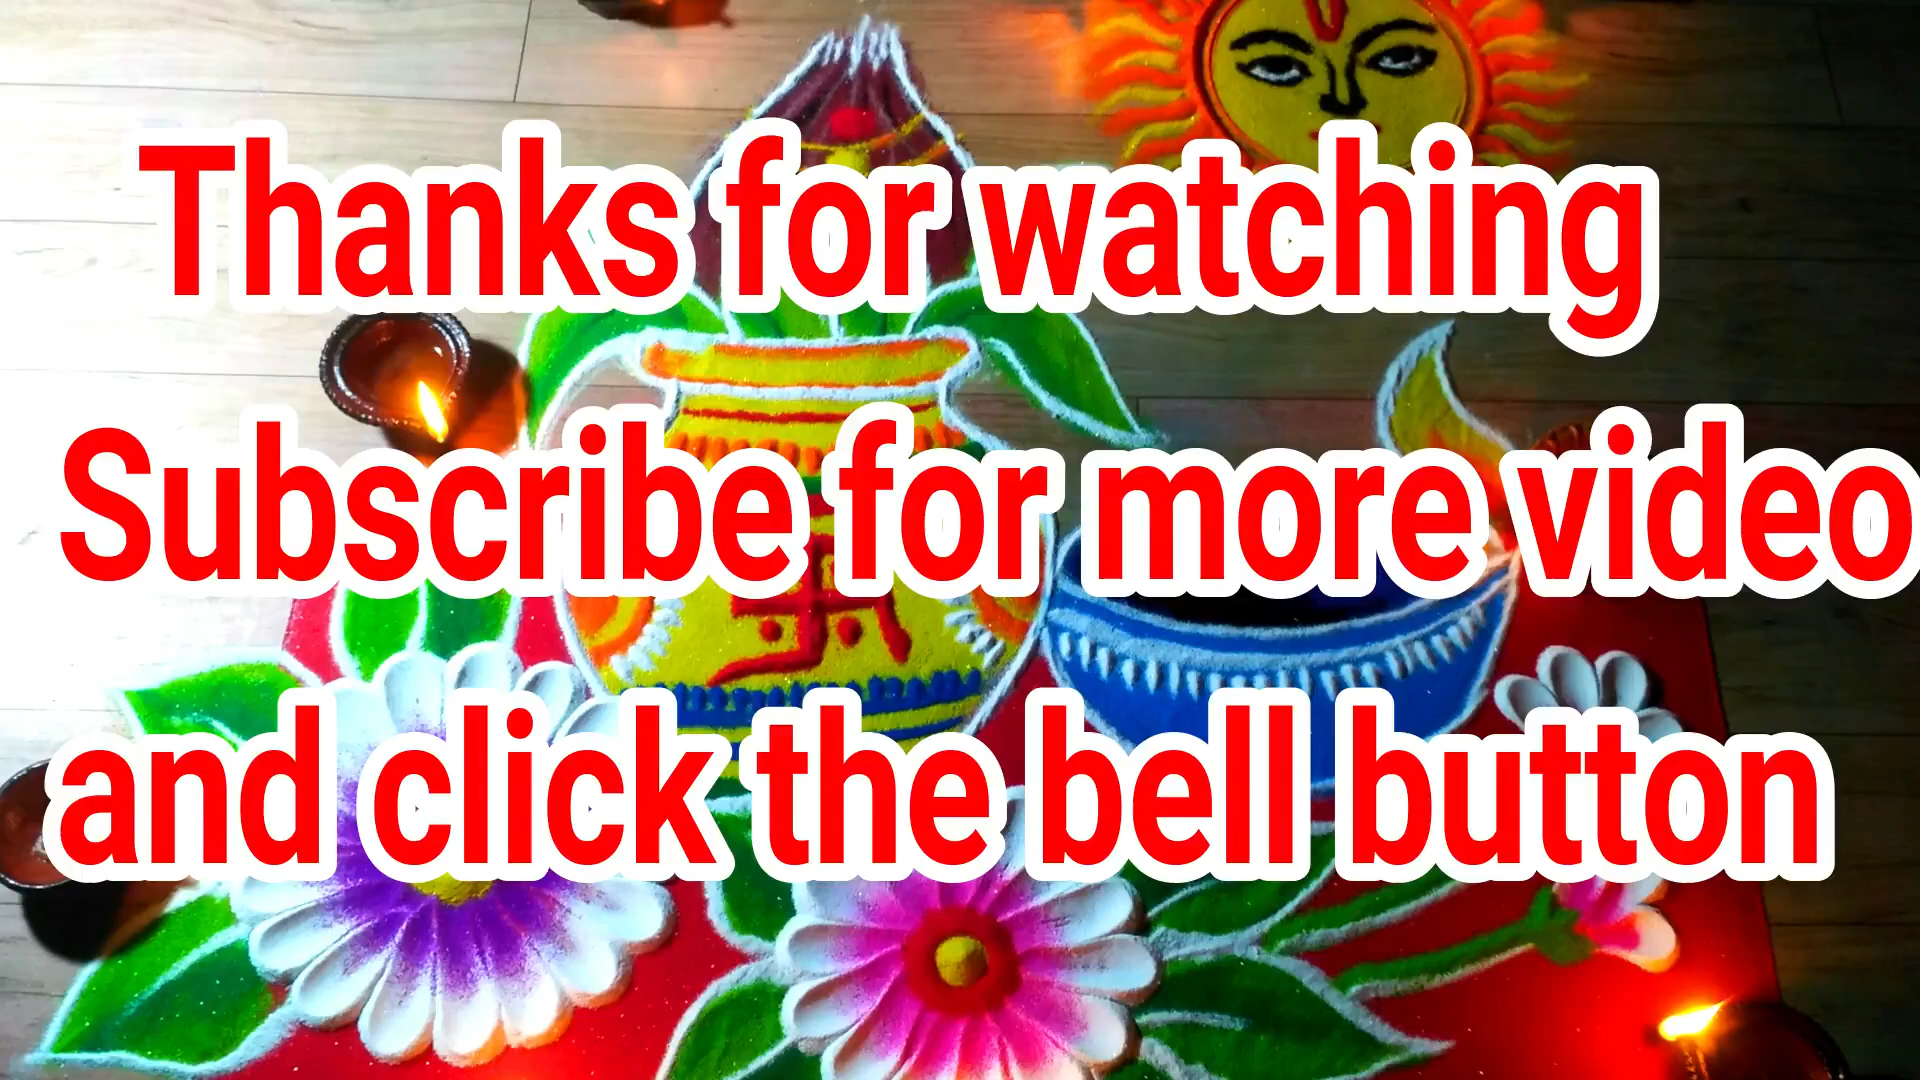 Thanks for watching
Subscribe for more video
and click the bell button